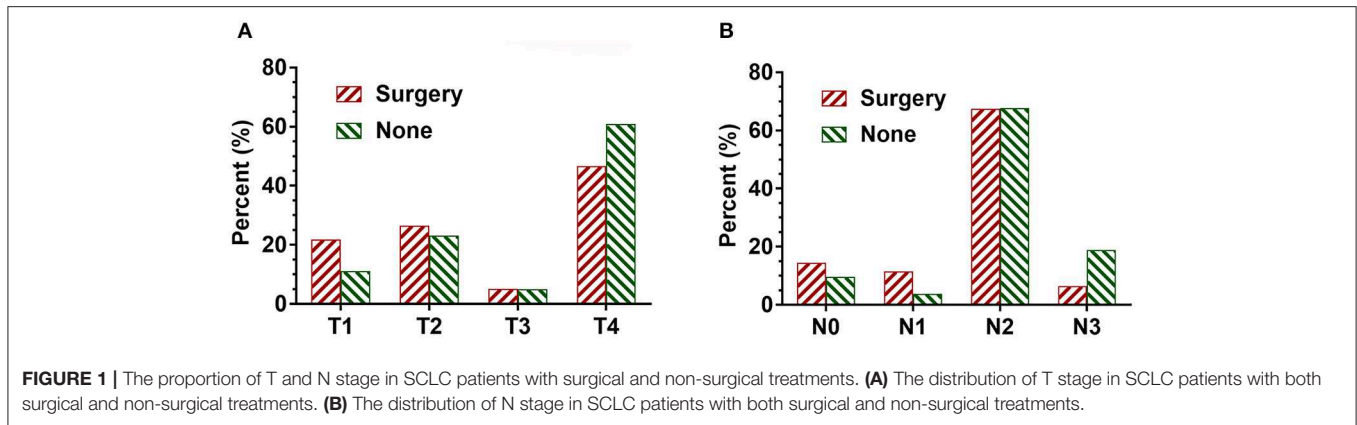 A
B
80
60
40
20
0
Percent (%)
Surgery
None
T1 T2 T3 T4
80
60
40
20
0
Percent (%)
Surgery
None
N0 N1 N2 N3
FIGURE 1 | The proportion of T and N stage in SCLC patients with surgical and non-surgical treatments. (A) The distribution of T stage in SCLC patients with both
surgical and non-surgical treatments. (B) The distribution of N stage in SCLC patients with both surgical and non-surgical treatments.